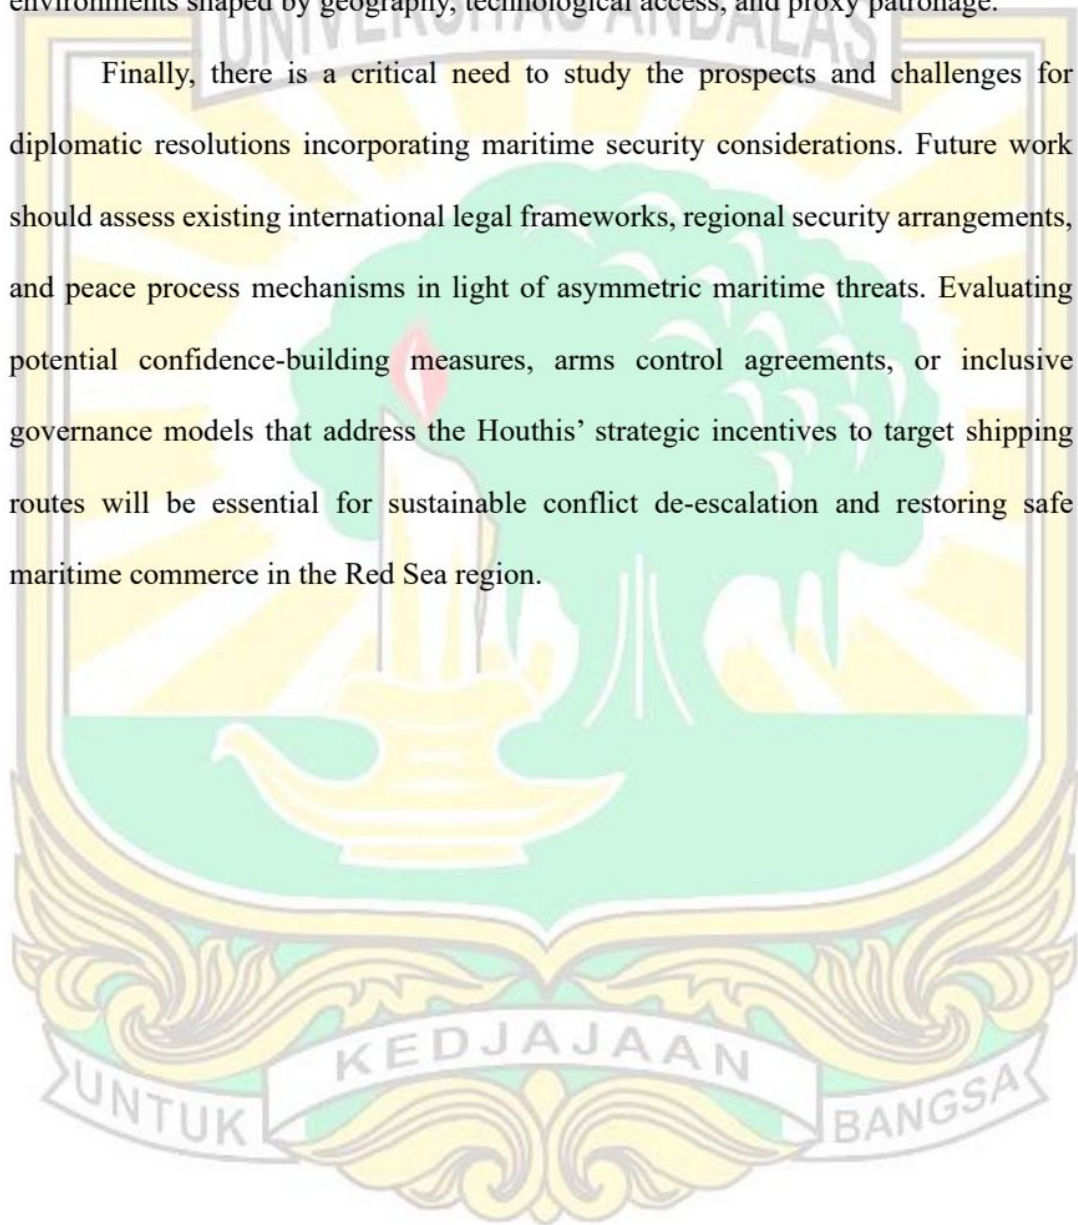 environments shaped by geography, technological access, and proxy patronage.
UNIVERSITAS ANDALAS
Finally, there is a critical need to study the prospects and challenges for
diplomatic resolutions incorporating maritime security considerations. Future work
should assess existing international legal frameworks, regional security arrangements,
and peace process mechanisms in light of asymmetric maritime threats. Evaluating
potential confidence-building measures, arms control agreements, or inclusive
governance models that address the Houthis’ strategic incentives to target shipping
routes will be essential for sustainable conflict de-escalation and restoring safe
maritime commerce in the Red Sea region.
UNTUK KEDJAJAAN BANGSA